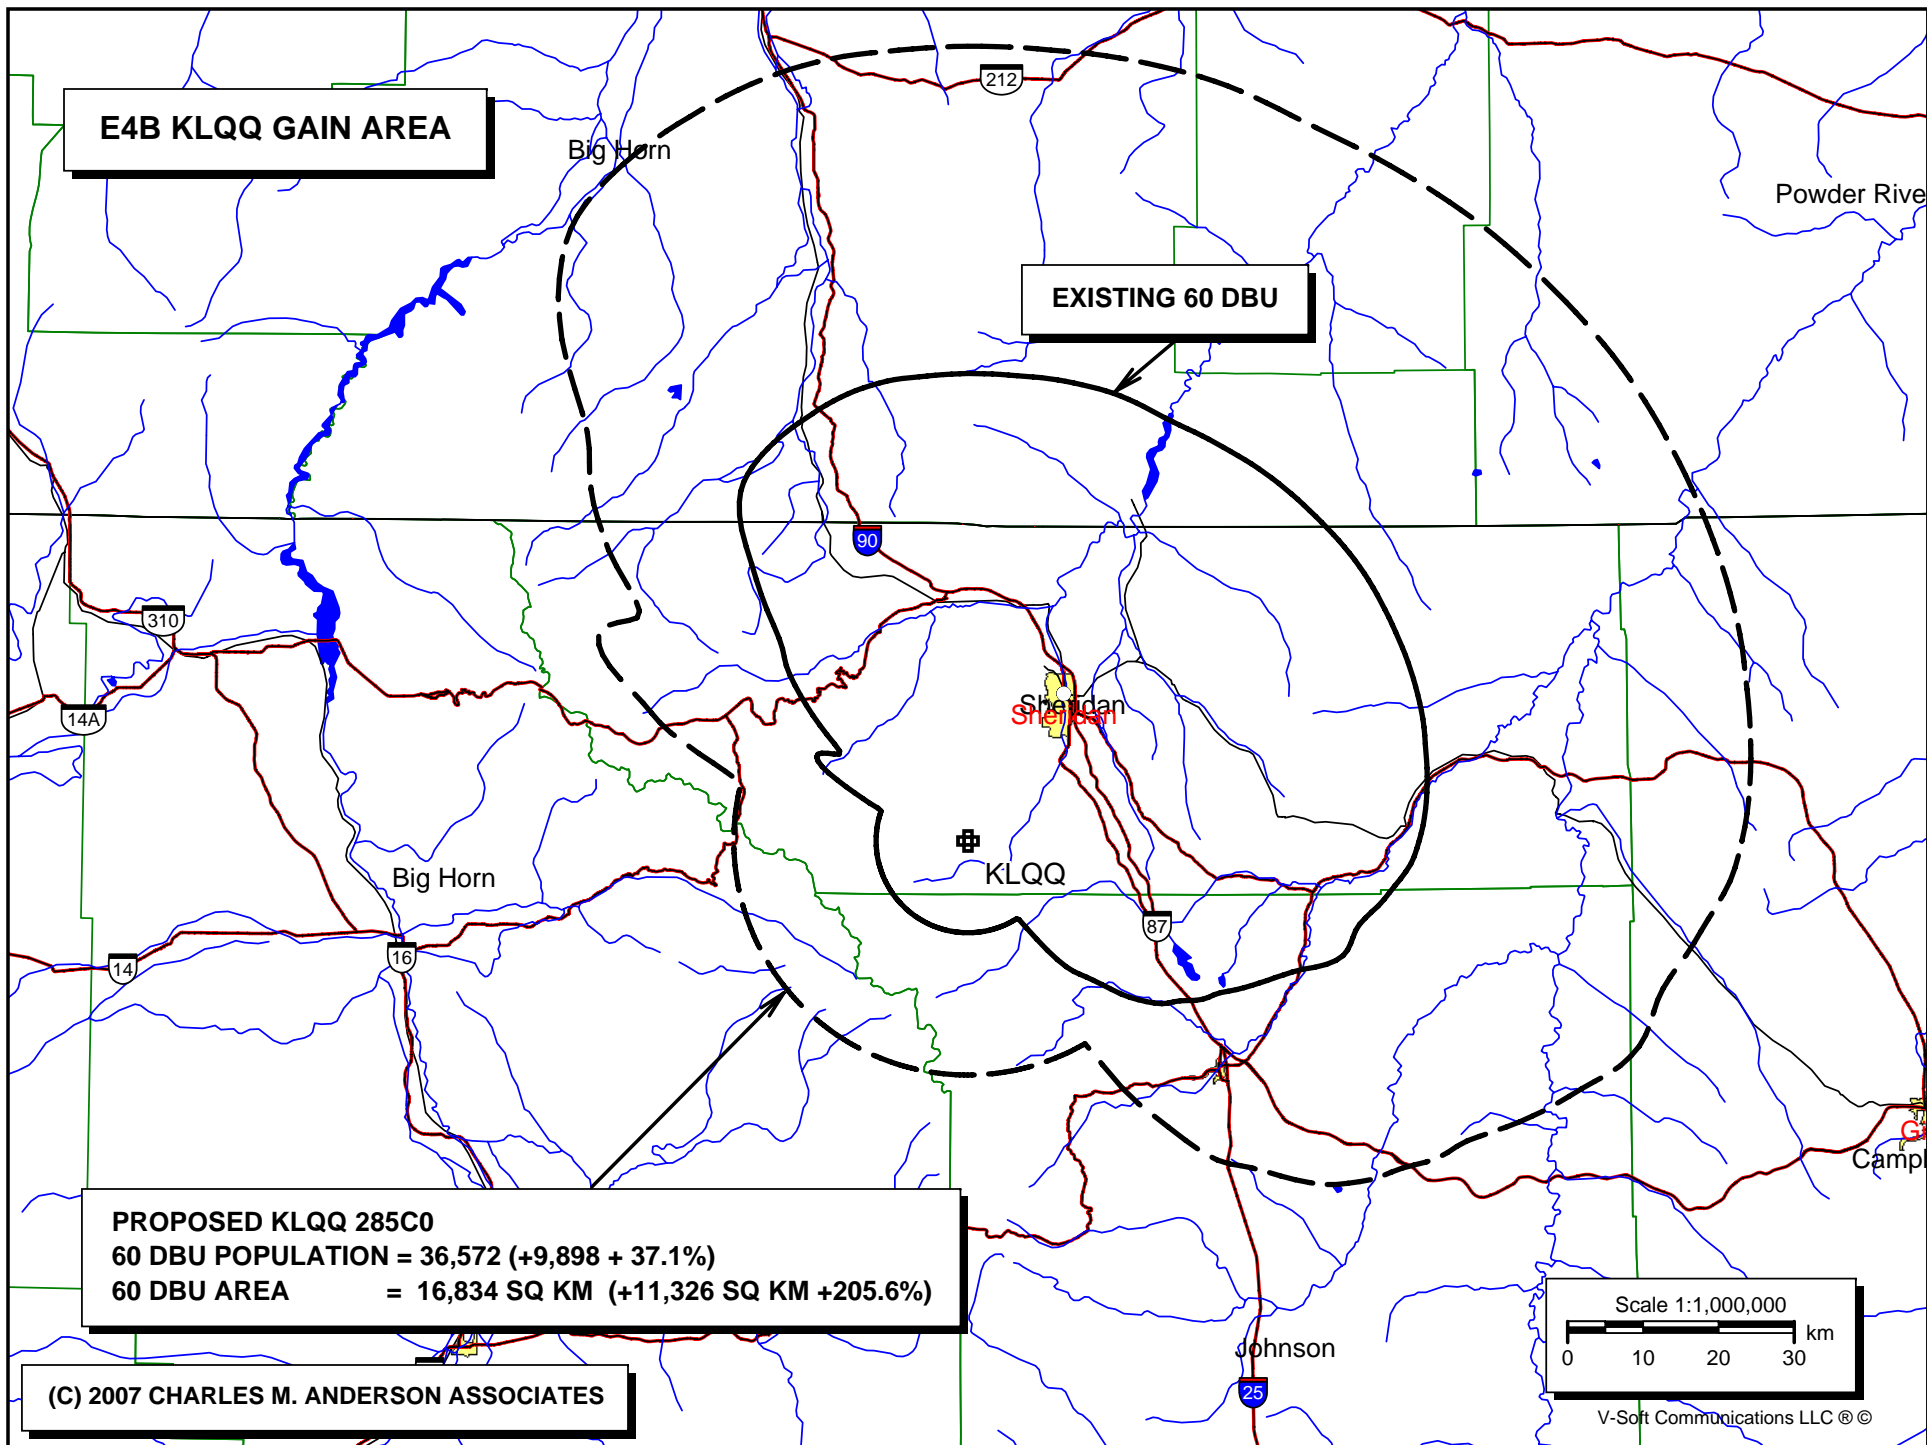 212
E4B KLQQ GAIN AREA
Big Horn
Powder Rive
EXISTING 60 DBU
90
310
14A
Sheridan
Sheridan
KLQQ
Big Horn
87
14
16
G
Campl
PROPOSED KLQQ 285C0
60 DBU POPULATION = 36,572 (+9,898 + 37.1%)
60 DBU AREA = 16,834 SQ KM (+11,326 SQ KM +205.6%)
Scale 1:1,000,000
km
0 10 20 30
Johnson
25
(C) 2007 CHARLES M. ANDERSON ASSOCIATES
V-Soft Communications LLC ® ©